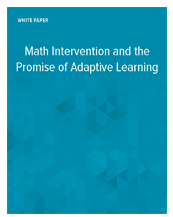 WHITE PAPER
Math Intervention and the
Promise of Adaptive Learning